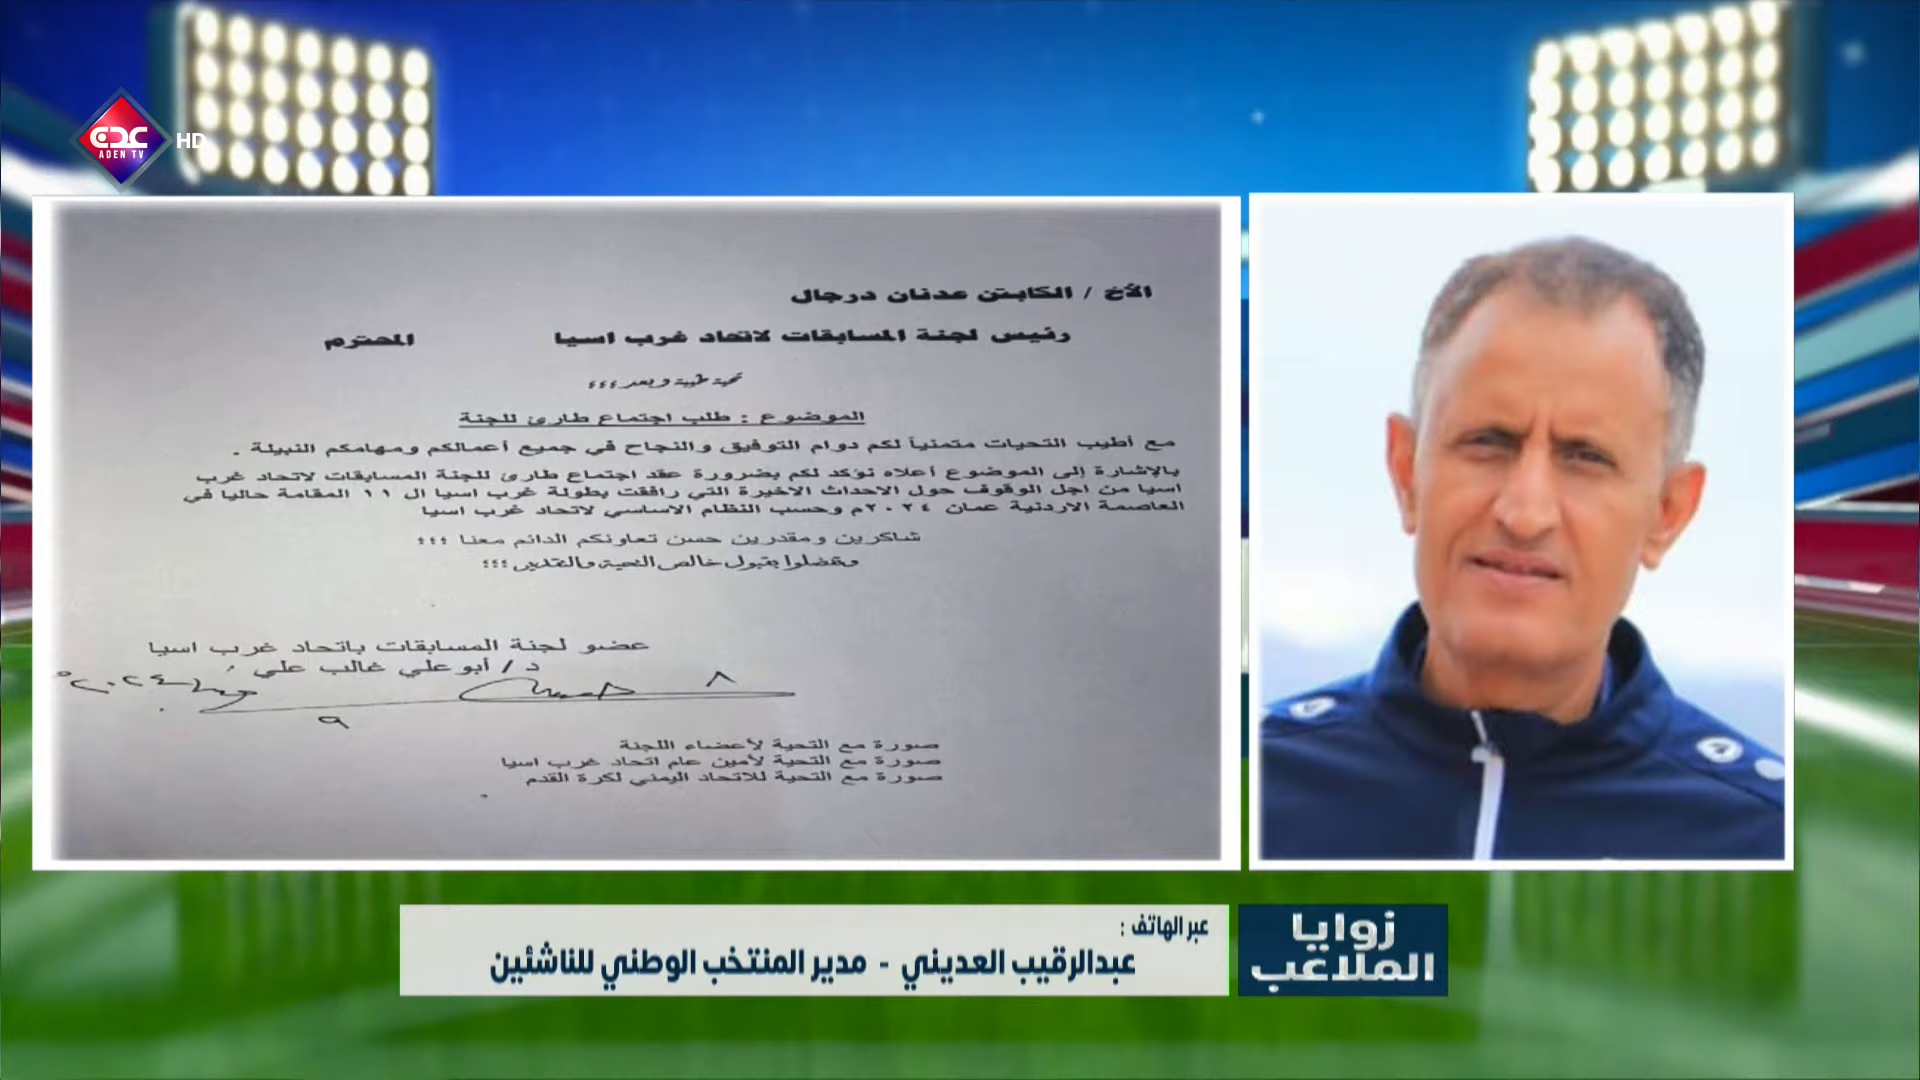 عدن
ADEN TV
HD
الأخ / الكابتن عدنان درجال
رئيس لجنة المسابقات لاتحاد غرب اسيا المحترم
تحية طيبة وبعد ؛؛؛
الموضوع : طلب اجتماع طارئ للجنة
مع أطيب التحيات متمنياً لكم دوام التوفيق والنجاح في جميع أعمالكم ومهامكم النبيلة .
بالإشارة إلى الموضوع أعلاه نؤكد لكم بضرورة عقد اجتماع طارئ للجنة المسابقات لاتحاد غرب
اسيا من اجل الوقوف حول الاحداث الاخيرة التي رافقت بطولة غرب اسيا ال ١١ المقامة حاليا في
العاصمة الاردنية عمان ٢٠٢٤م وحسب النظام الاساسي لاتحاد غرب اسيا
شاكرين ومقدرين حسن تعاونكم الدائم معنا ؛؛؛
وتفضلوا بقبول خالص التحية والتقدير ؛؛؛
عضو لجنة المسابقات باتحاد غرب اسيا
د / أبو علي غالب علي
صورة مع التحية لأعضاء اللجنة
صورة مع التحية لأمين عام اتحاد غرب اسيا
صورة مع التحية للاتحاد اليمني لكرة القدم
زوايا
الملاعب
عبر الهاتف :
عبدالرقيب العديني - مدير المنتخب الوطني للناشئين